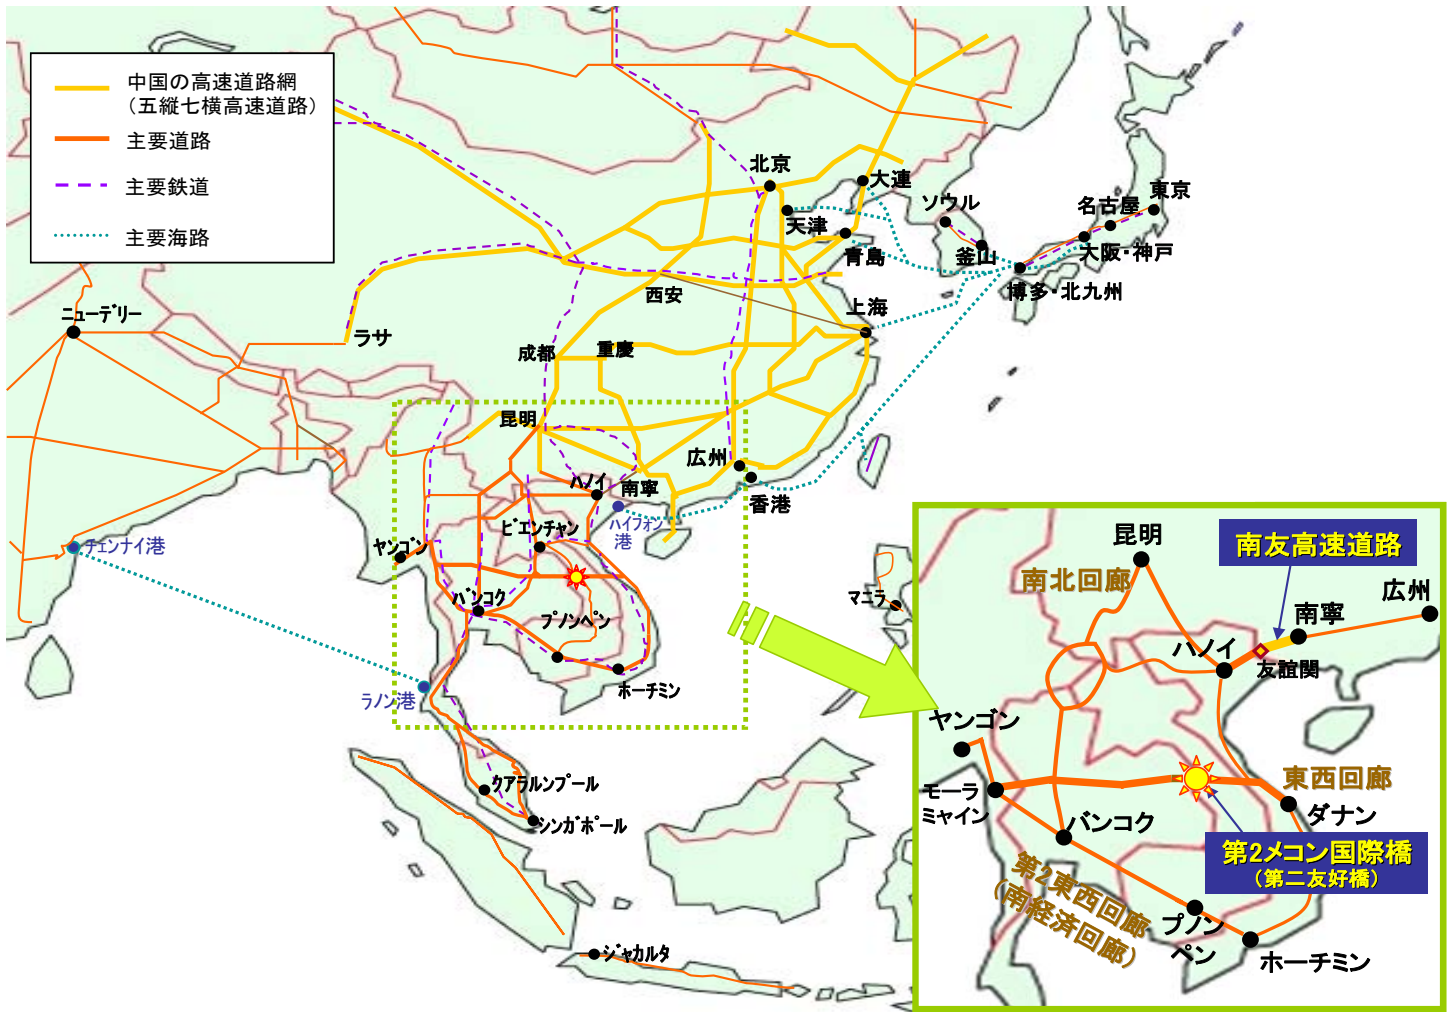 中国の高速道路網
（五縦七横高速道路）
主要道路
主要鉄道
主要海路
北京
大連
天津
青島
ソウル
釜山
東京
名古屋
大阪・神戸
博多・北九州
ニューデリー
ラサ
西安
上海
成都
重慶
昆明
広州
香港
ハノイ
南寧
ハイフォン
港
ビエンチャン
ヤンゴン
チェンナイ港
バンコク
プノンペン
ホーチミン
マニラ
ラノン港
クアラルンプール
シンガポール
ジャカルタ
昆明
南友高速道路
南北回廊
広州
南寧
ハノイ
友誼関
ヤンゴン
東西回廊
モーラ
ミャイン
ダナン
バンコク
第2メコン国際橋
（第二友好橋）
第2東西回廊
（南経済回廊）
プノン
ペン
ホーチミン